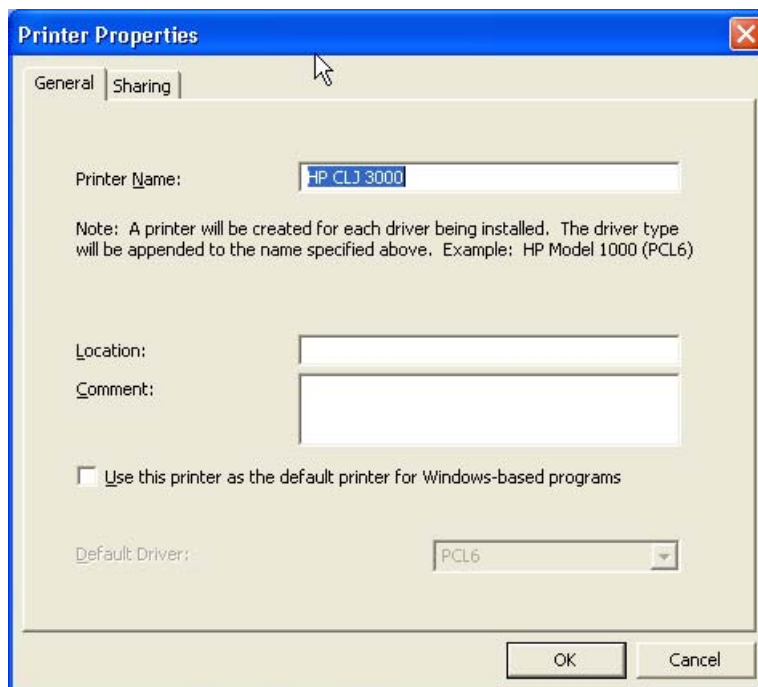 Printer Properties
General
Sharing
Printer Name:
HP CLJ 3000
Note: A printer will be created for each driver being installed. The driver type
will be appended to the name specified above. Example: HP Model 1000 (PCL6)
Location:
Comment:
Use this printer as the default printer for Windows-based programs
Default Driver:
PCL6
OK
Cancel